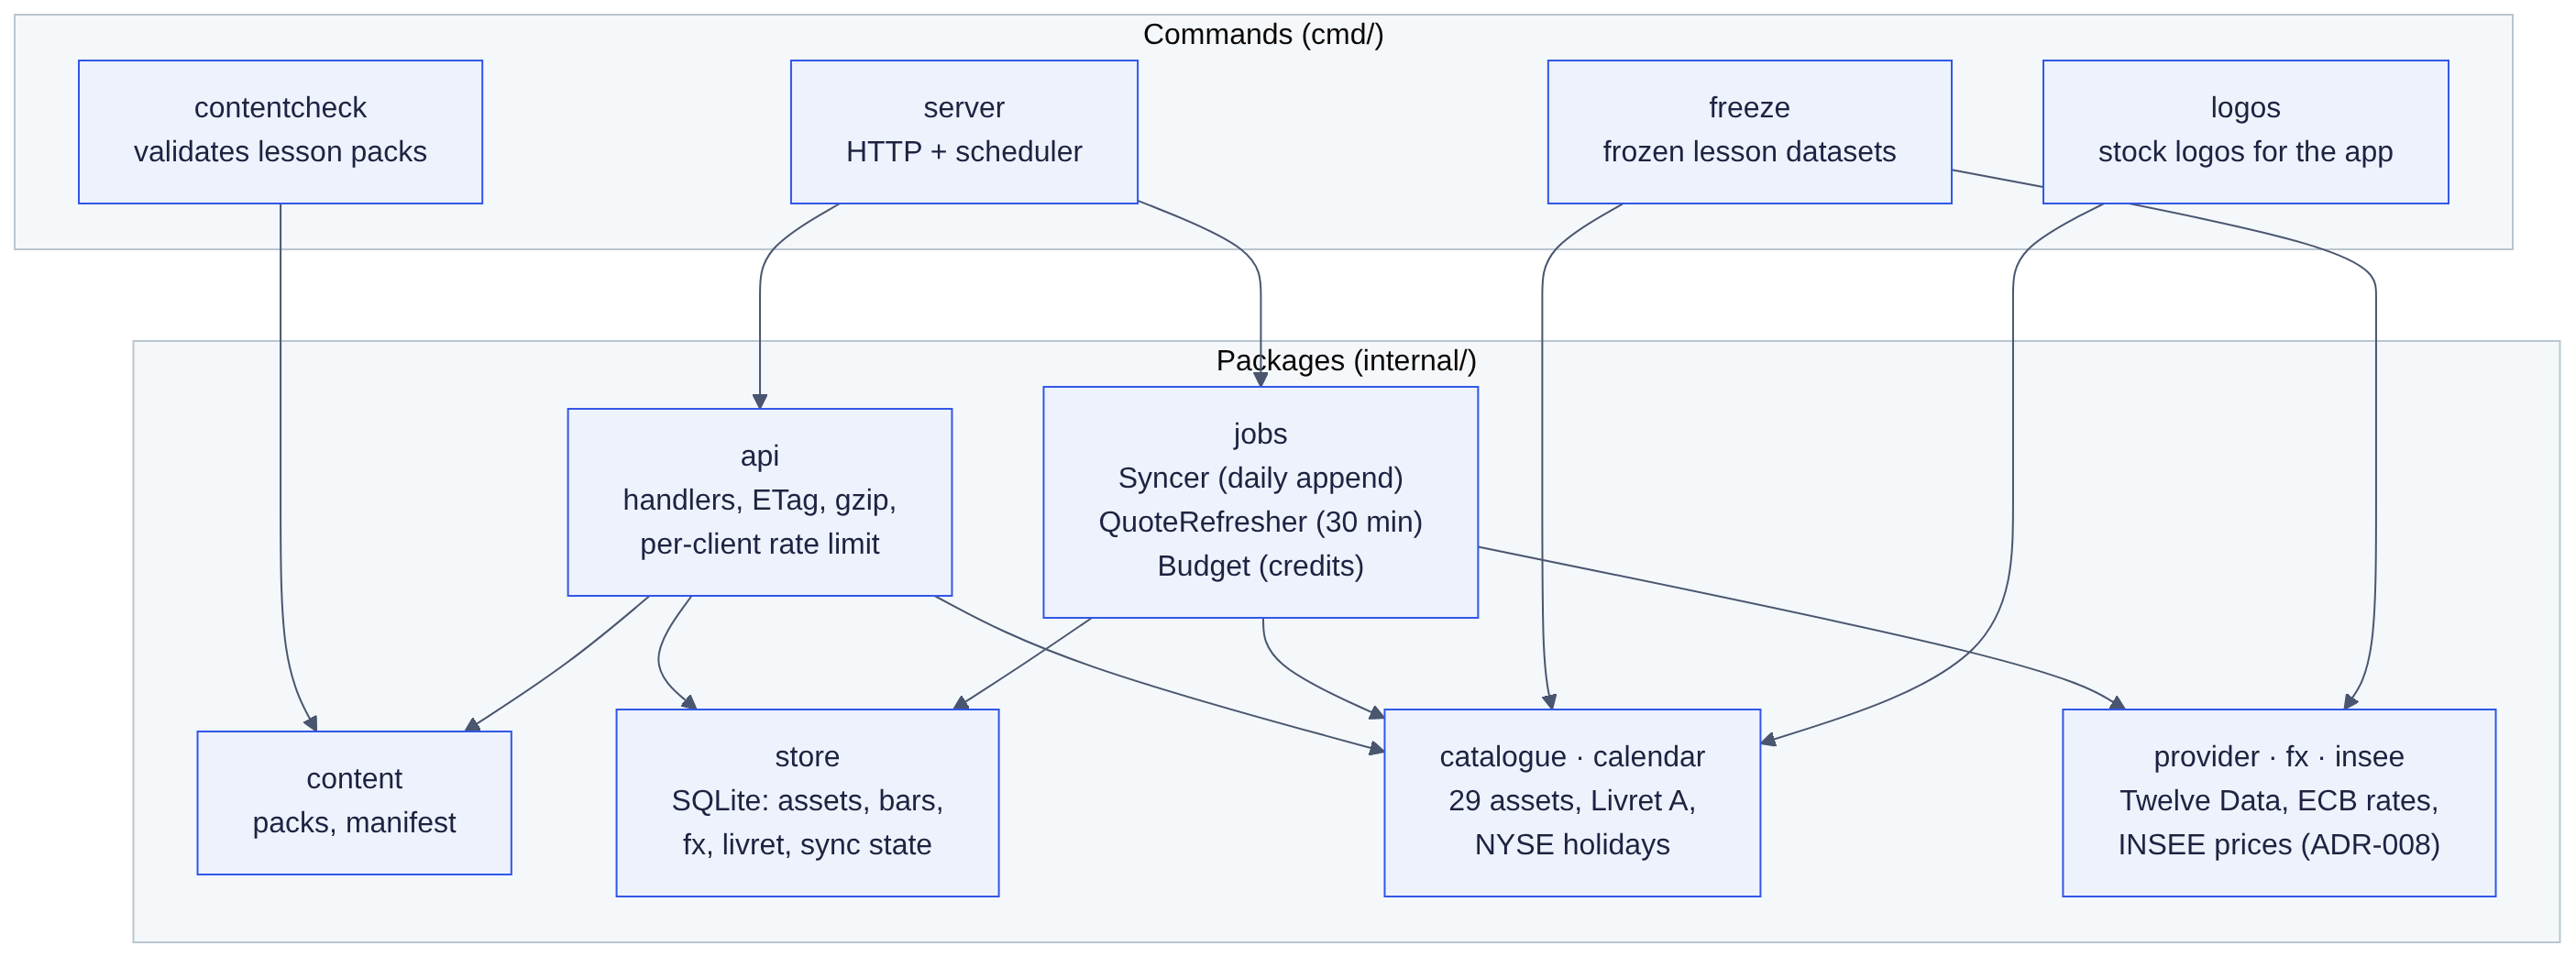 Commands (cmd/)
contentcheck
validates lesson packs
server
HTTP + scheduler
freeze
frozen lesson datasets
logos
stock logos for the app
Packages (internal/)
api
handlers, ETag, gzip,
per-client rate limit
jobs
Syncer (daily append)
QuoteRefresher (30 min)
Budget (credits)
content
packs, manifest
store
SQLite: assets, bars,
fx, livret, sync state
catalogue · calendar
29 assets, Livret A,
NYSE holidays
provider · fx · insee
Twelve Data, ECB rates,
INSEE prices (ADR-008)